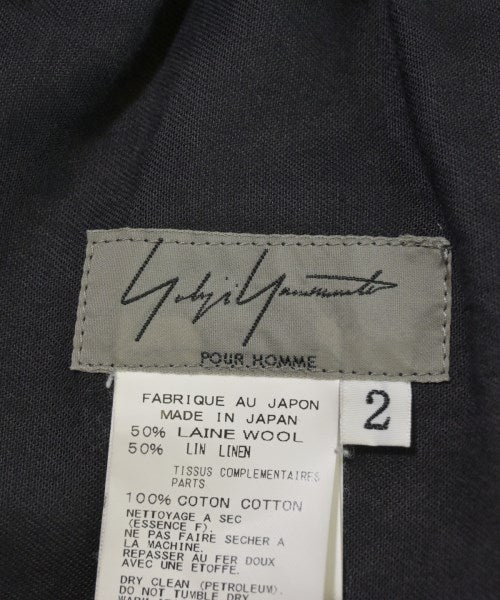 Yohji Yamamoto
POUR HOMME
2
FABRIQUE AU JAPON
MADE IN JAPAN
50% LAINE WOOL
50% LIN LINEN
TISSUS COMPLEMENTAIRES
PARTS
100% COTON COTTON
NETTOYAGE A SEC
(ESSENCE F).
NE PAS FAIRE SECHER A
LA MACHINE.
REPASSER AU FER DOUX
AVEC UNE ETOFFE.
DRY CLEAN (PETROLEUM).
DO NOT TUMBLE DRY